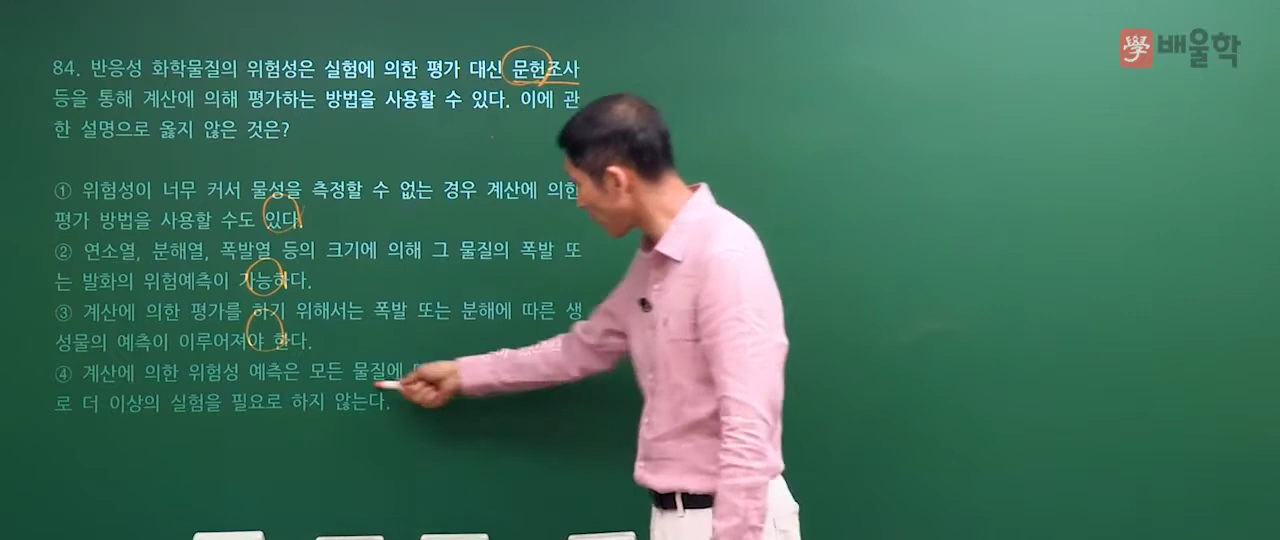 學 배울학
84. 반응성 화학물질의 위험성은 실험에 의한 평가 대신 문헌조사
등을 통해 계산에 의해 평가하는 방법을 사용할 수 있다. 이에 관
한 설명으로 옳지 않은 것은?
① 위험성이 너무 커서 물성을 측정할 수 없는 경우 계산에 의한
평가 방법을 사용할 수도 있다.
② 연소열, 분해열, 폭발열 등의 크기에 의해 그 물질의 폭발 또
는 발화의 위험예측이 가능하다.
③ 계산에 의한 평가를 하기 위해서는 폭발 또는 분해에 따른 생
성물의 예측이 이루어져야 한다.
④ 계산에 의한 위험성 예측은 모든 물질에
로 더 이상의 실험을 필요로 하지 않는다.